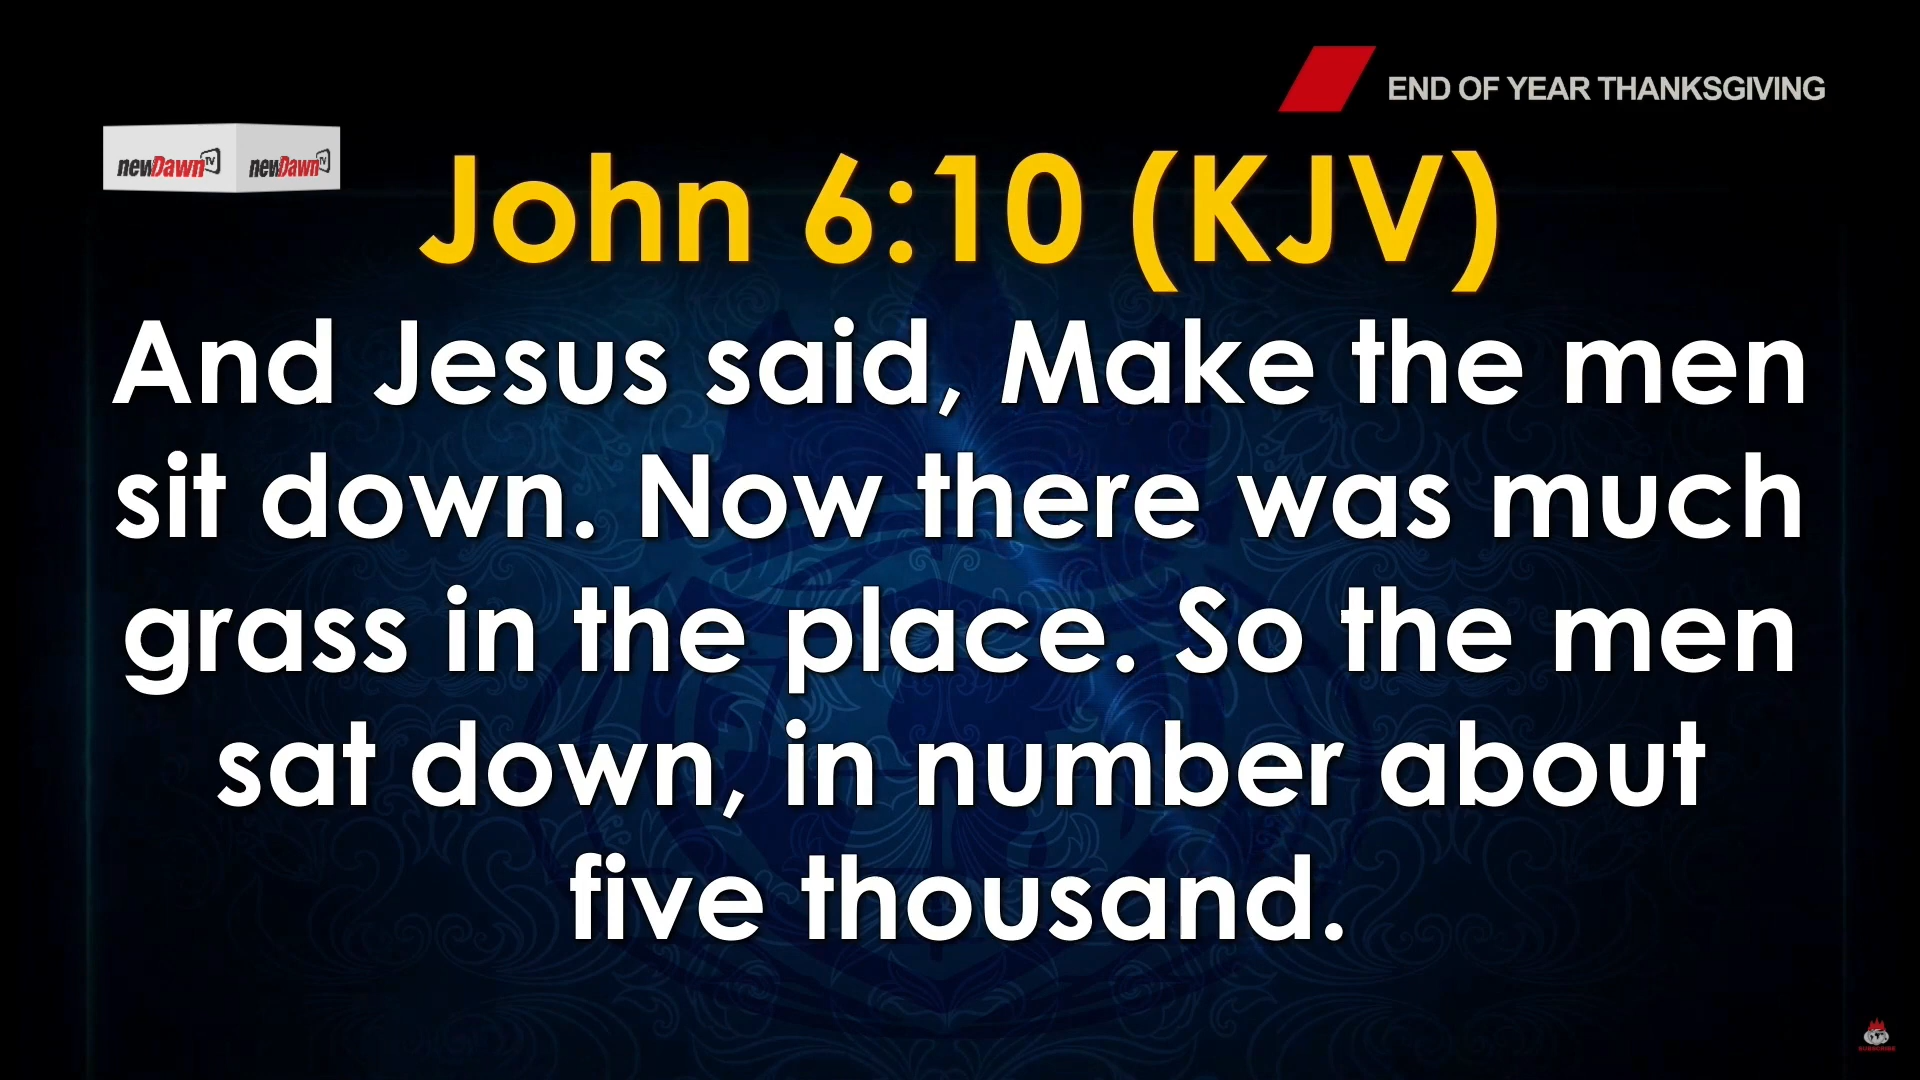 END OF YEAR THANKSGIVING
newDawn TV newDawn TV
John 6:10 (KJV)
And Jesus said, Make the men
sit down. Now there was much
grass in the place. So the men
sat down, in number about
five thousand.
SUBSCRIBE